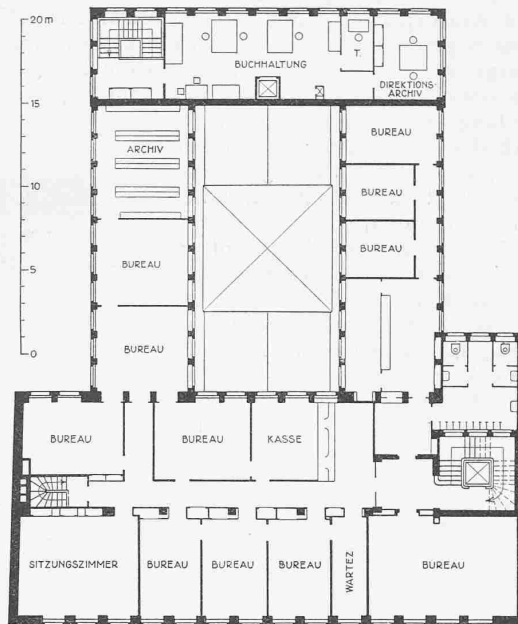 20 m
BUCHHALTUNG
T.
DIREKTIONS-
ARCHIV
15
ARCHIV
BUREAU
10
BUREAU
BUREAU
BUREAU
5
BUREAU
0
BUREAU
BUREAU
KASSE
SITZUNGSZIMMER
BUREAU
BUREAU
BUREAU
WARTEZ
BUREAU